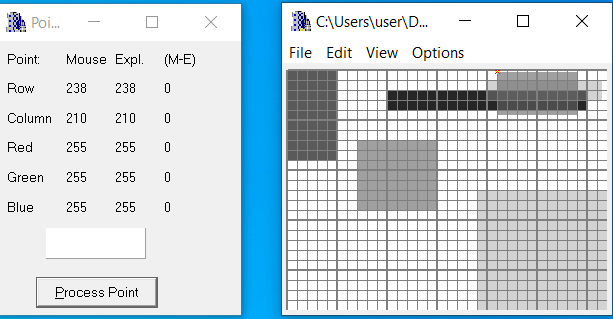 Poi...
Point: Mouse Expl. (M-E)
Row 238 238 0
Column 210 210 0
Red 255 255 0
Green 255 255 0
Blue 255 255 0
Process Point
C:\Users\user\D...
File Edit View Options